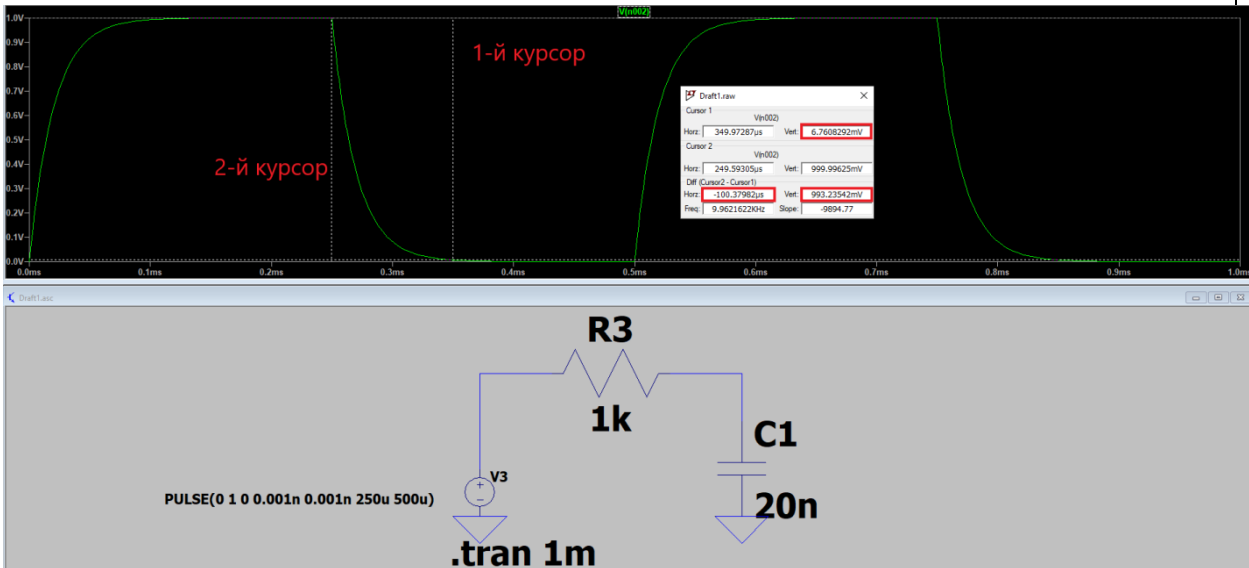 V(n002)
1.0V
0.9V
0.8V
0.7V
0.6V
0.5V
0.4V
0.3V
0.2V
0.1V
0.0V
0.0ms 0.1ms 0.2ms 0.3ms 0.4ms 0.5ms 0.6ms 0.7ms 0.8ms 0.9ms 1.0ms
1-й курсор
2-й курсор
Draft1.raw
Cursor 1
V(n002)
Horz: 349.97287µs Vert: 6.7608292mV
Cursor 2
V(n002)
Horz: 249.59305µs Vert: 999.99625mV
Diff (Cursor2 - Cursor1)
Horz: -100.37982µs Vert: 993.23542mV
Freq: 9.9621622KHz Slope: -9894.77
Draft1.asc
R3
1k
C1
20n
V3
PULSE(0 1 0 0.001n 0.001n 250u 500u)
.tran 1m